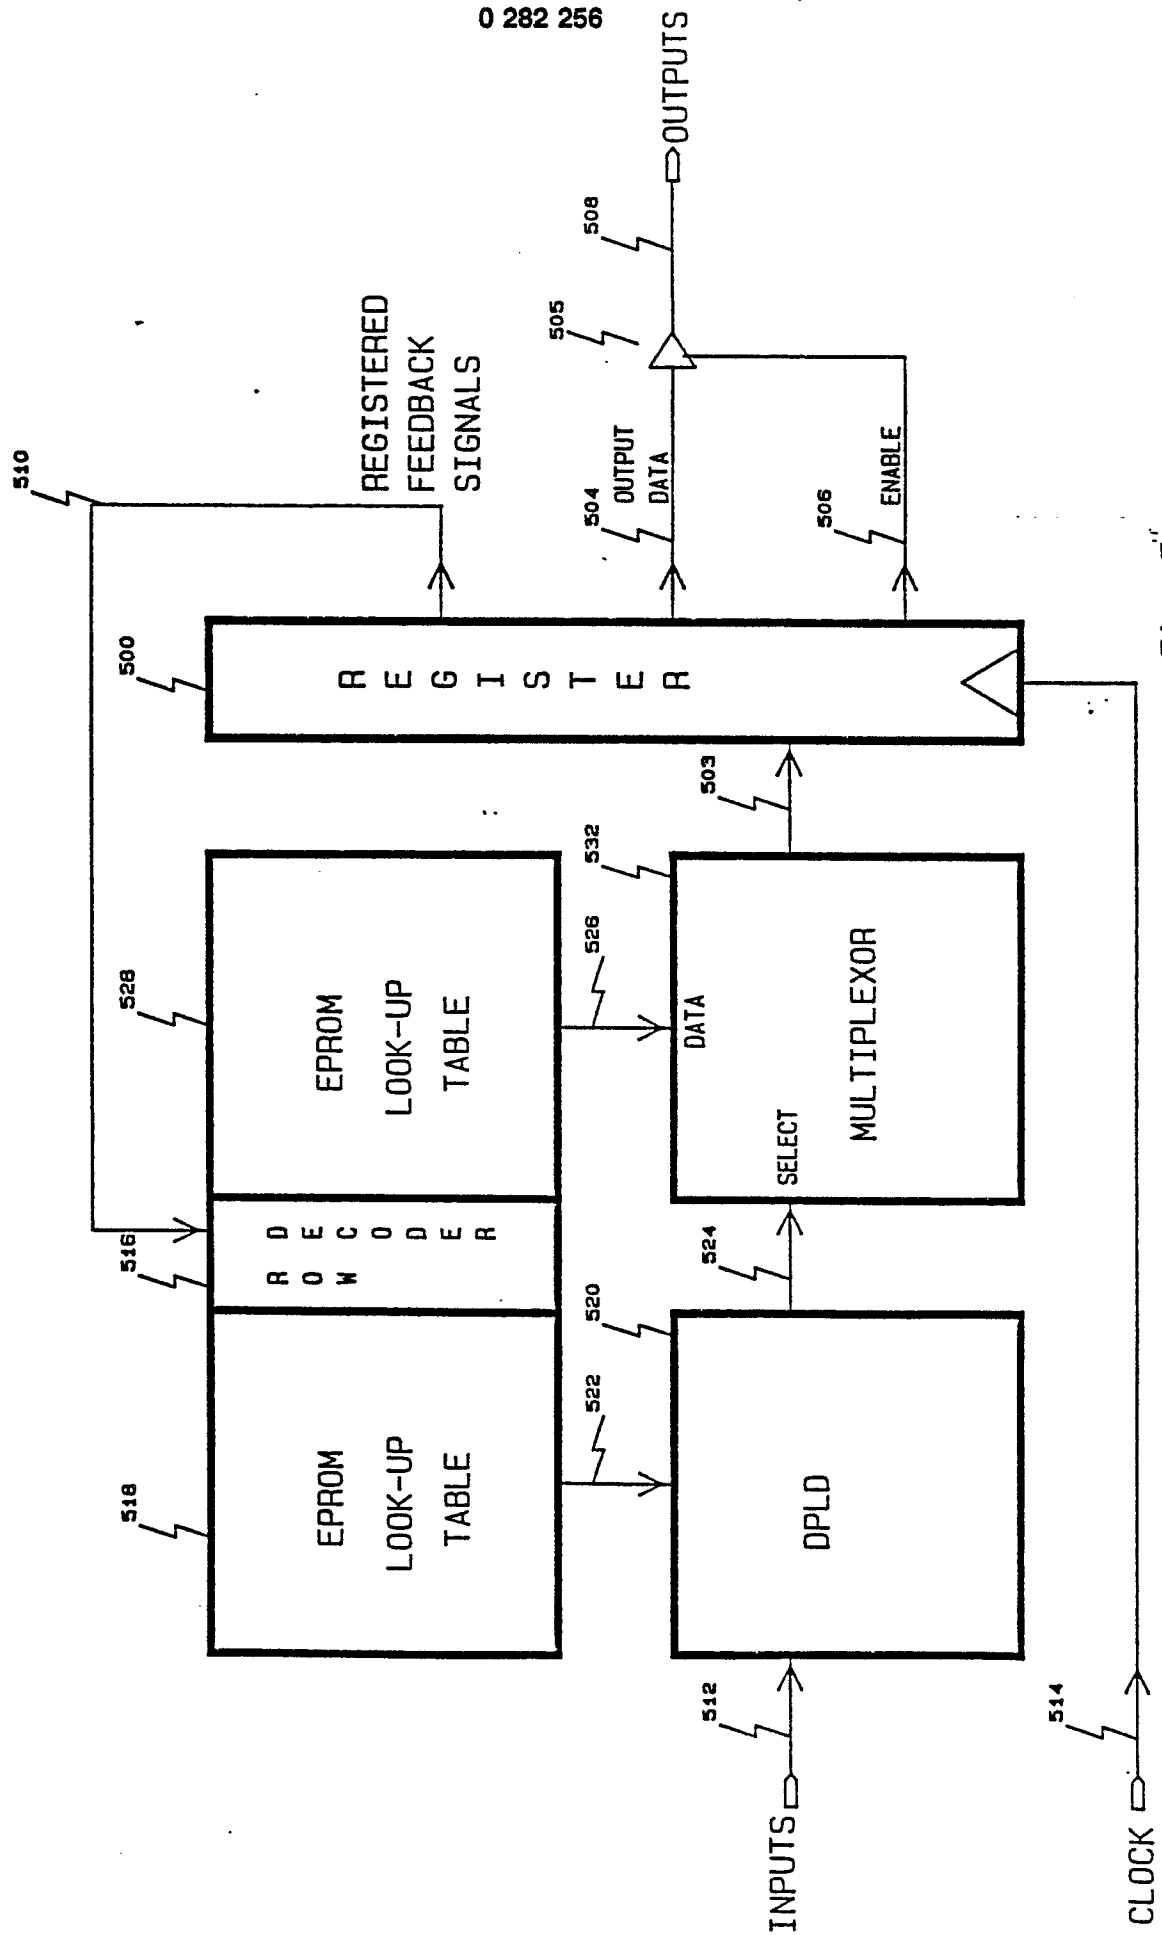 0 282 256
510
REGISTERED
FEEDBACK
SIGNALS
500
REGISTER
504
OUTPUT
DATA
505
508
OUTPUTS
506
ENABLE
503
518
EPROM
LOOK-UP
TABLE
516
ROW
DECODER
528
EPROM
LOOK-UP
TABLE
522
526
520
DPLD
524
532
DATA
SELECT
MULTIPLEXOR
512
INPUTS
514
CLOCK